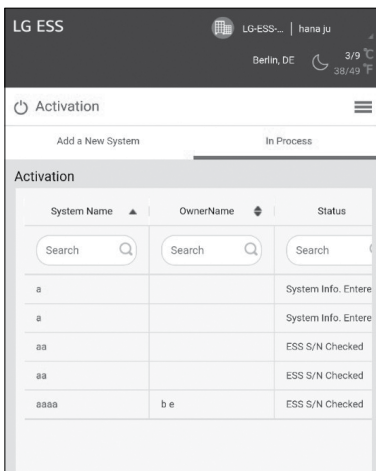 LG ESS
LG-ESS-... | hana ju
Berlin, DE
3/9 °C
38/49 °F
Activation
Add a New System
In Process
Activation
System Name ▲ OwnerName Status
Search Search Search
a System Info. Entere
a System Info. Entere
aa ESS S/N Checked
aa ESS S/N Checked
aaaa b e ESS S/N Checked